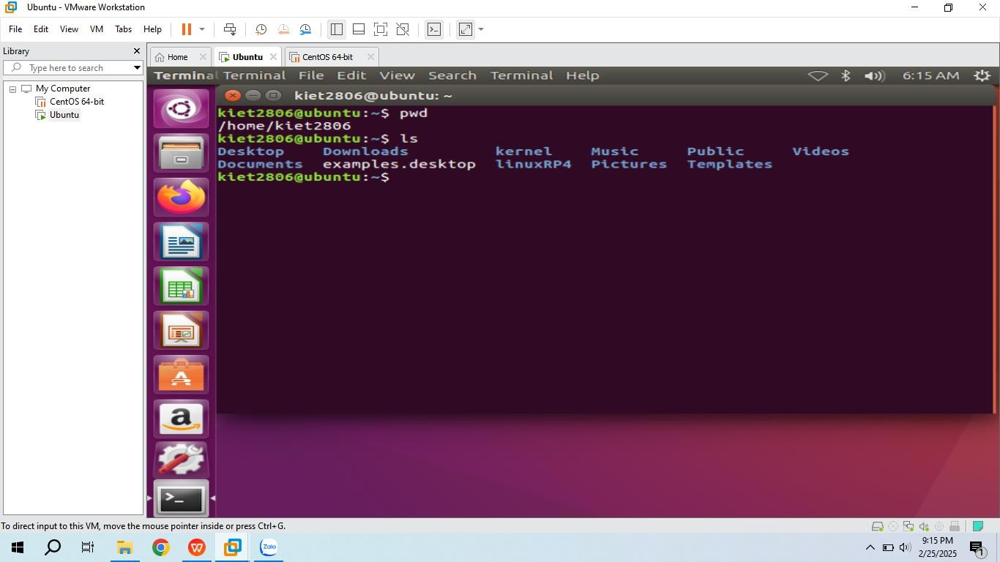 Ubuntu - VMware Workstation
File Edit View VM Tabs Help
Library
Type here to search
My Computer
CentOS 64-bit
Ubuntu
Home Ubuntu CentOS 64-bit
Terminal Terminal File Edit View Search Terminal Help 6:15 AM
kiet2806@ubuntu: ~
kiet2806@ubuntu:~$ pwd
/home/kiet2806
kiet2806@ubuntu:~$ ls
Desktop Downloads kernel Music Public Videos
Documents examples.desktop linuxRP4 Pictures Templates
kiet2806@ubuntu:~$
To direct input to this VM, move the mouse pointer inside or press Ctrl+G.
Zalo
9:15 PM
2/25/2025
1